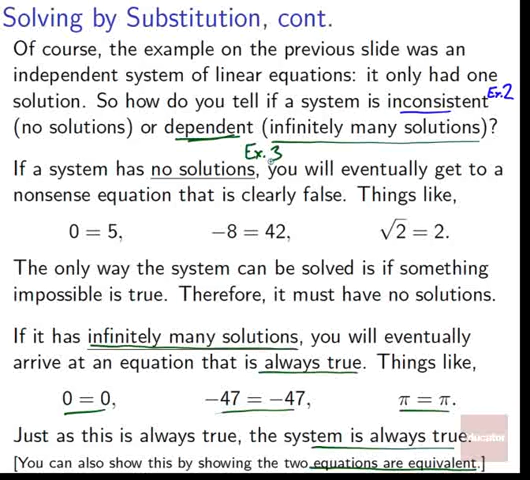 Solving by Substitution, cont.
Of course, the example on the previous slide was an
independent system of linear equations: it only had one
solution. So how do you tell if a system is inconsistent Ex.2
(no solutions) or dependent (infinitely many solutions)?
Ex. 3
If a system has no solutions, you will eventually get to a
nonsense equation that is clearly false. Things like,
0 = 5, −8 = 42, √2 = 2.
The only way the system can be solved is if something
impossible is true. Therefore, it must have no solutions.
If it has infinitely many solutions, you will eventually
arrive at an equation that is always true. Things like,
0 = 0, −47 = −47, π = π.
Just as this is always true, the system is always true.
educator
[You can also show this by showing the two equations are equivalent.]